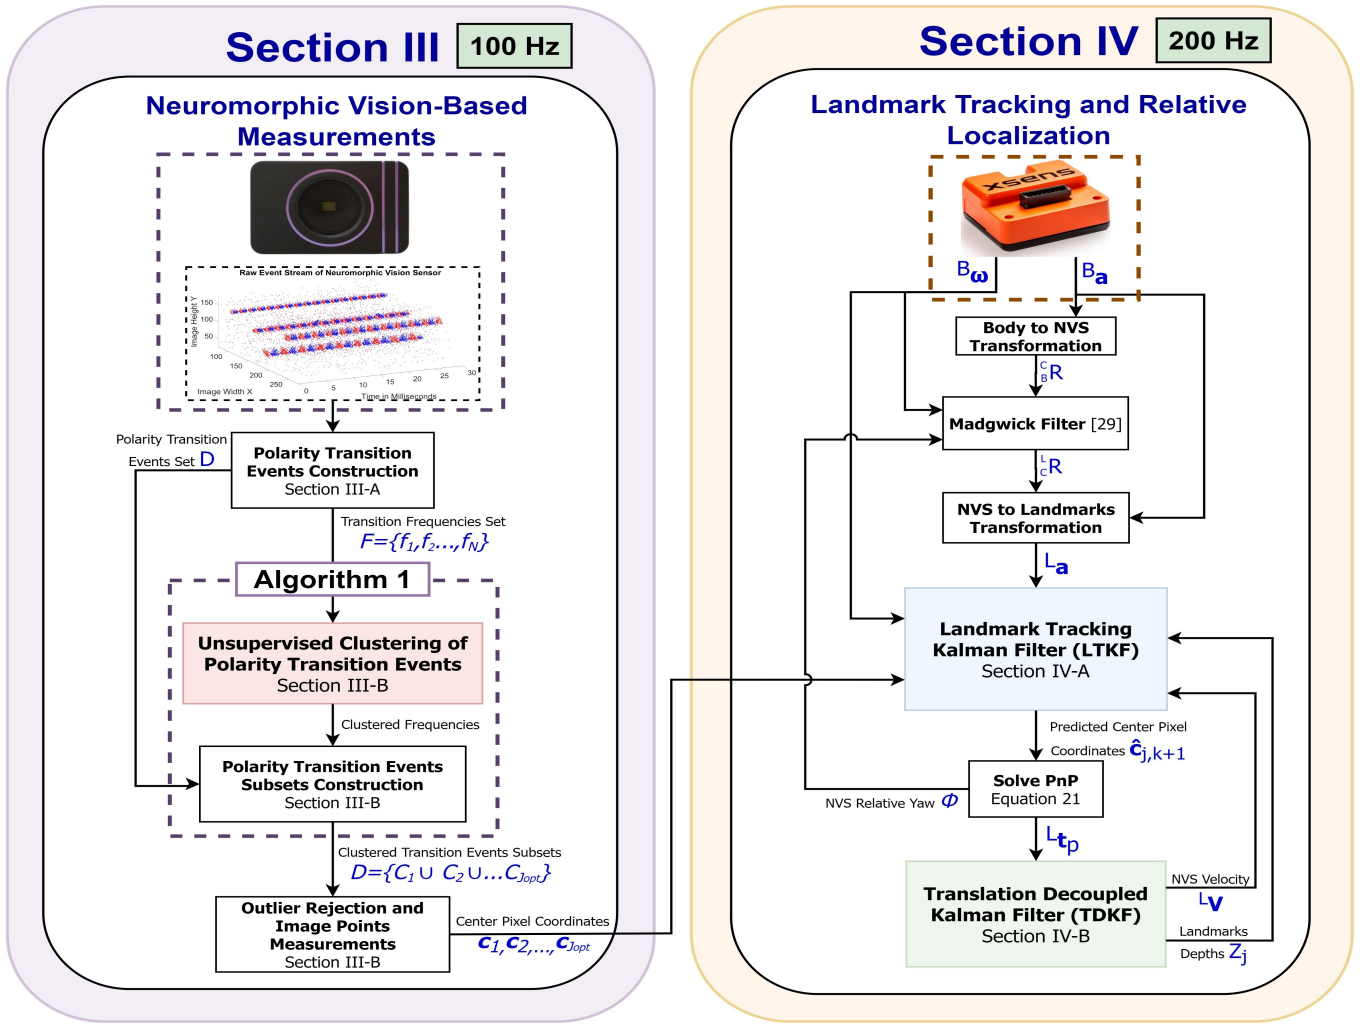 Section III
100 Hz
Neuromorphic Vision-Based
Measurements
Raw Event Stream of Neuromorphic Vision Sensor
Image Height Y
150
100
50
100
150
200
250
Image Width X
0
5
10
15
20
25
30
Time in Milliseconds
Polarity Transition
Events Set D
Polarity Transition
Events Construction
Section III-A
Transition Frequencies Set
F={f1,f2...,fN}
Algorithm 1
Unsupervised Clustering of
Polarity Transition Events
Section III-B
Clustered Frequencies
Polarity Transition Events
Subsets Construction
Section III-B
Clustered Transition Events Subsets
D={C1 ∪ C2 ∪...CJopt}
Outlier Rejection and
Image Points
Measurements
Section III-B
Center Pixel Coordinates
c1,c2,...,cJopt
Section IV
200 Hz
Landmark Tracking and Relative
Localization
xsens
Bω
Ba
Body to NVS
Transformation
C
B R
Madgwick Filter [29]
L
C R
NVS to Landmarks
Transformation
La
Landmark Tracking
Kalman Filter (LTKF)
Section IV-A
Predicted Center Pixel
Coordinates ĉj,k+1
Solve PnP
Equation 21
NVS Relative Yaw Φ
Ltp
Translation Decoupled
Kalman Filter (TDKF)
Section IV-B
NVS Velocity
LV
Landmarks
Depths Zj